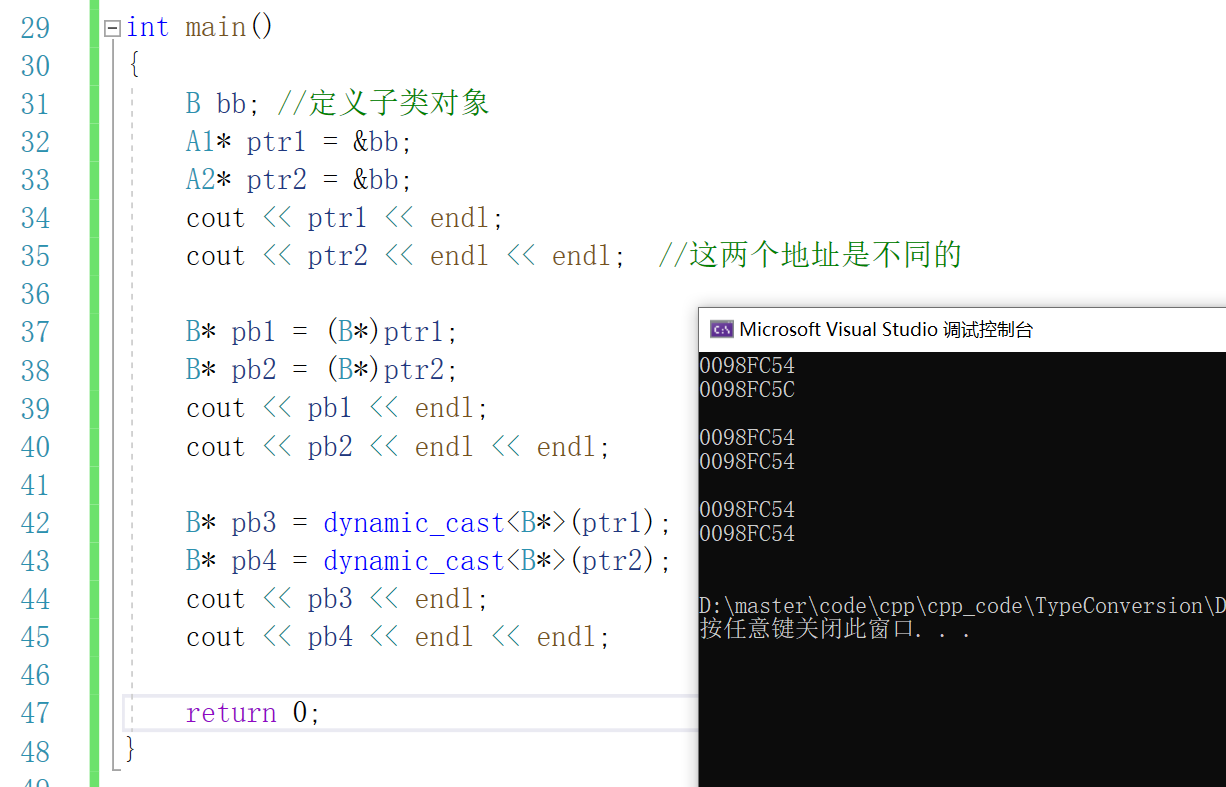 29 int main()
30 {
31 B bb; //定义子类对象
32 A1* ptr1 = &bb;
33 A2* ptr2 = &bb;
34 cout << ptr1 << endl;
35 cout << ptr2 << endl << endl; //这两个地址是不同的
36
37 B* pb1 = (B*)ptr1;
38 B* pb2 = (B*)ptr2;
39 cout << pb1 << endl;
40 cout << pb2 << endl << endl;
41
42 B* pb3 = dynamic_cast<B*>(ptr1);
43 B* pb4 = dynamic_cast<B*>(ptr2);
44 cout << pb3 << endl;
45 cout << pb4 << endl << endl;
46
47 return 0;
48 }
Microsoft Visual Studio 调试控制台
0098FC54
0098FC5C
0098FC54
0098FC54
0098FC54
0098FC54
D:\master\code\cpp\cpp_code\TypeConversion\D
按任意键关闭此窗口. . .